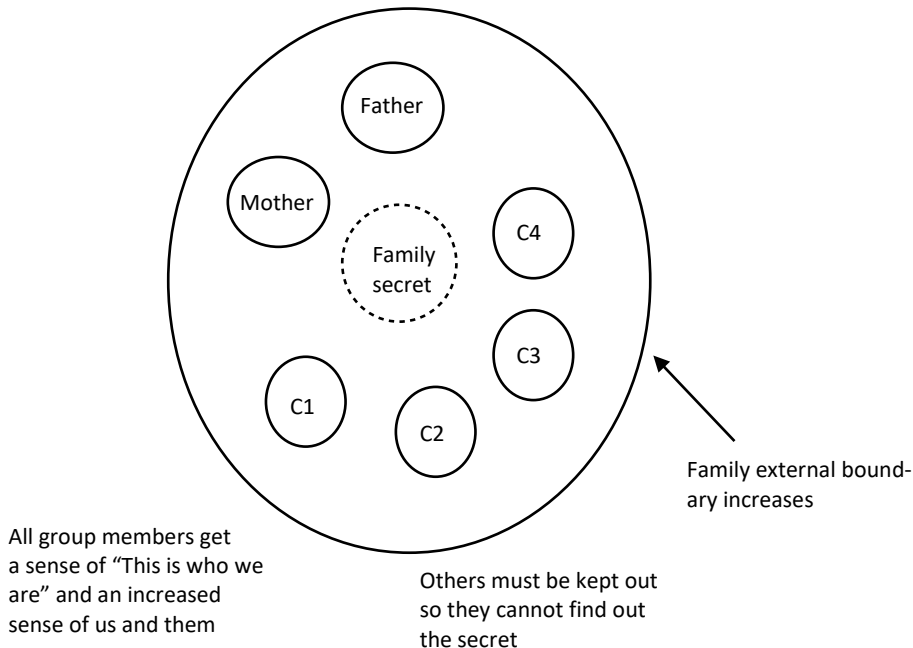 Father
Mother
C4
Family
secret
C3
C1
C2
Family external bound-
ary increases
All group members get
a sense of “This is who we
are” and an increased
sense of us and them
Others must be kept out
so they cannot find out
the secret